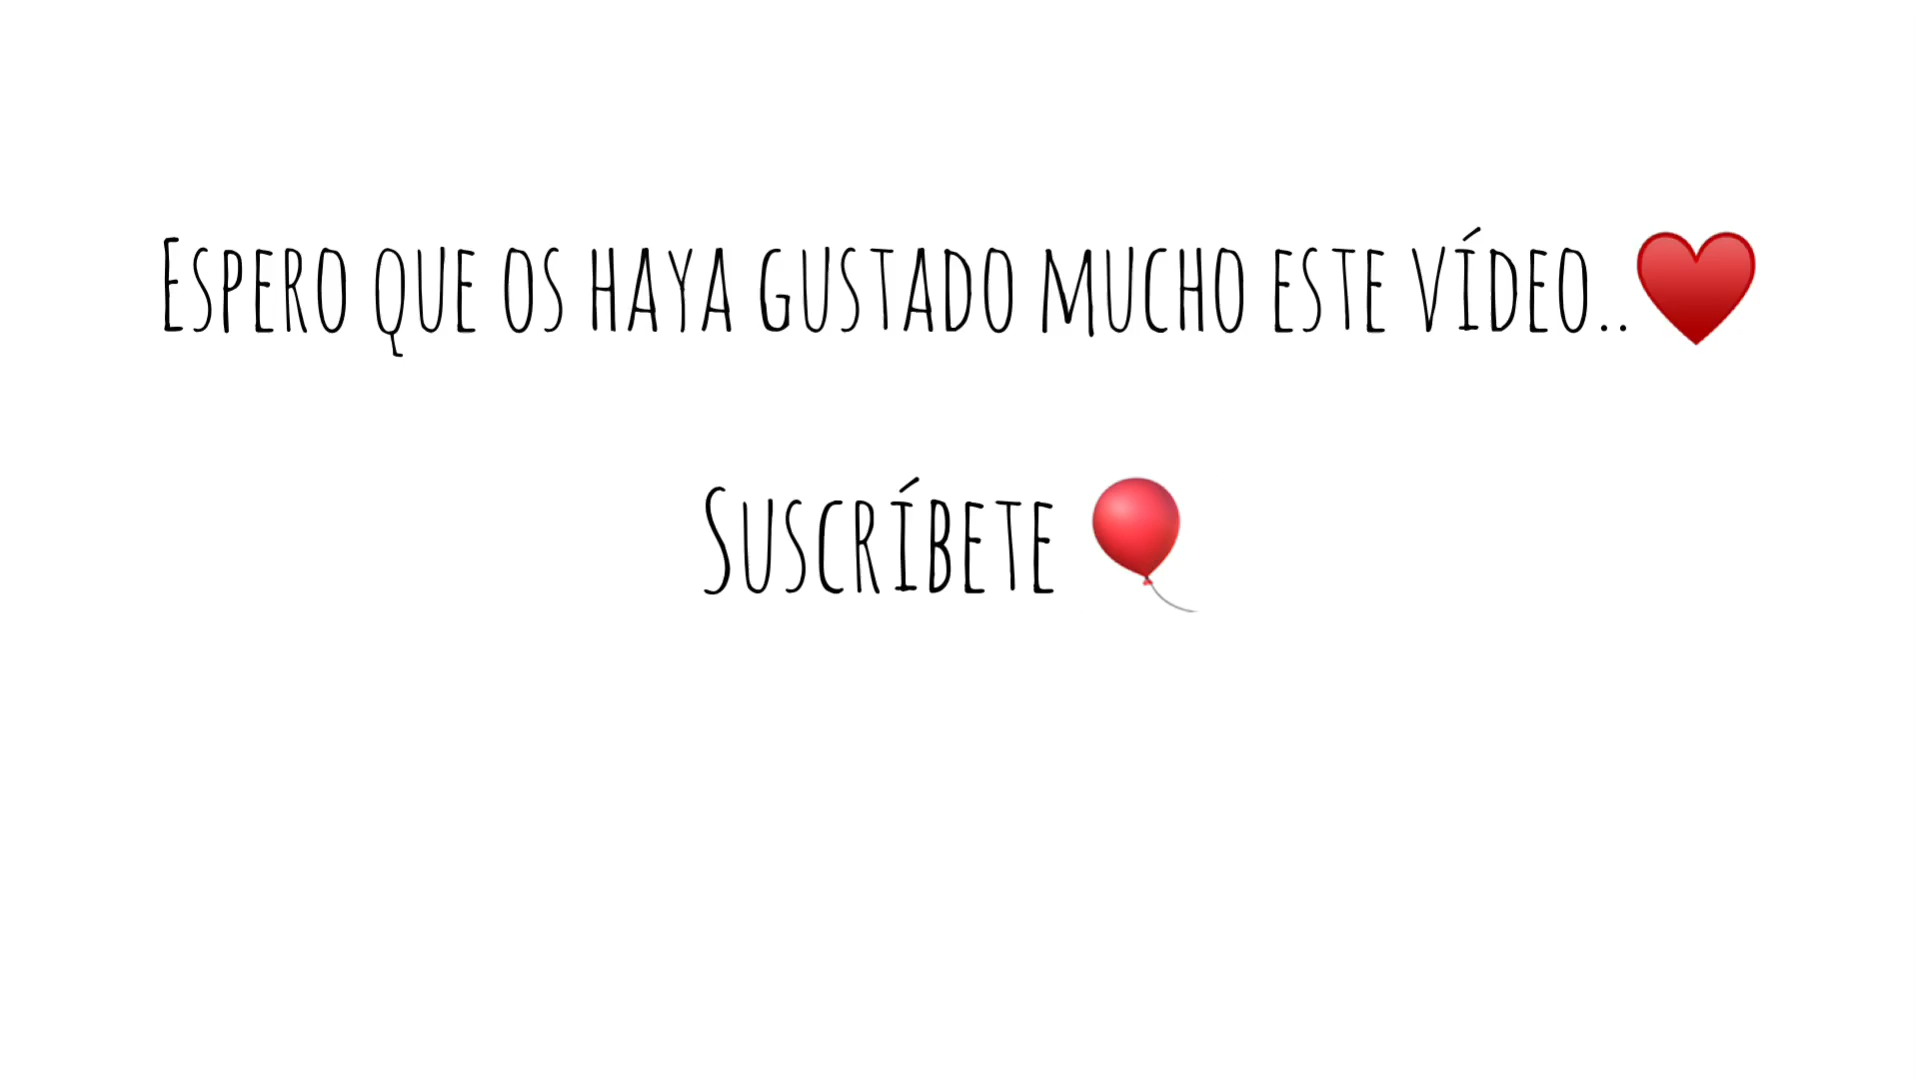 Espero que os haya gustado mucho este vídeo..♥️
Suscríbete 🎈